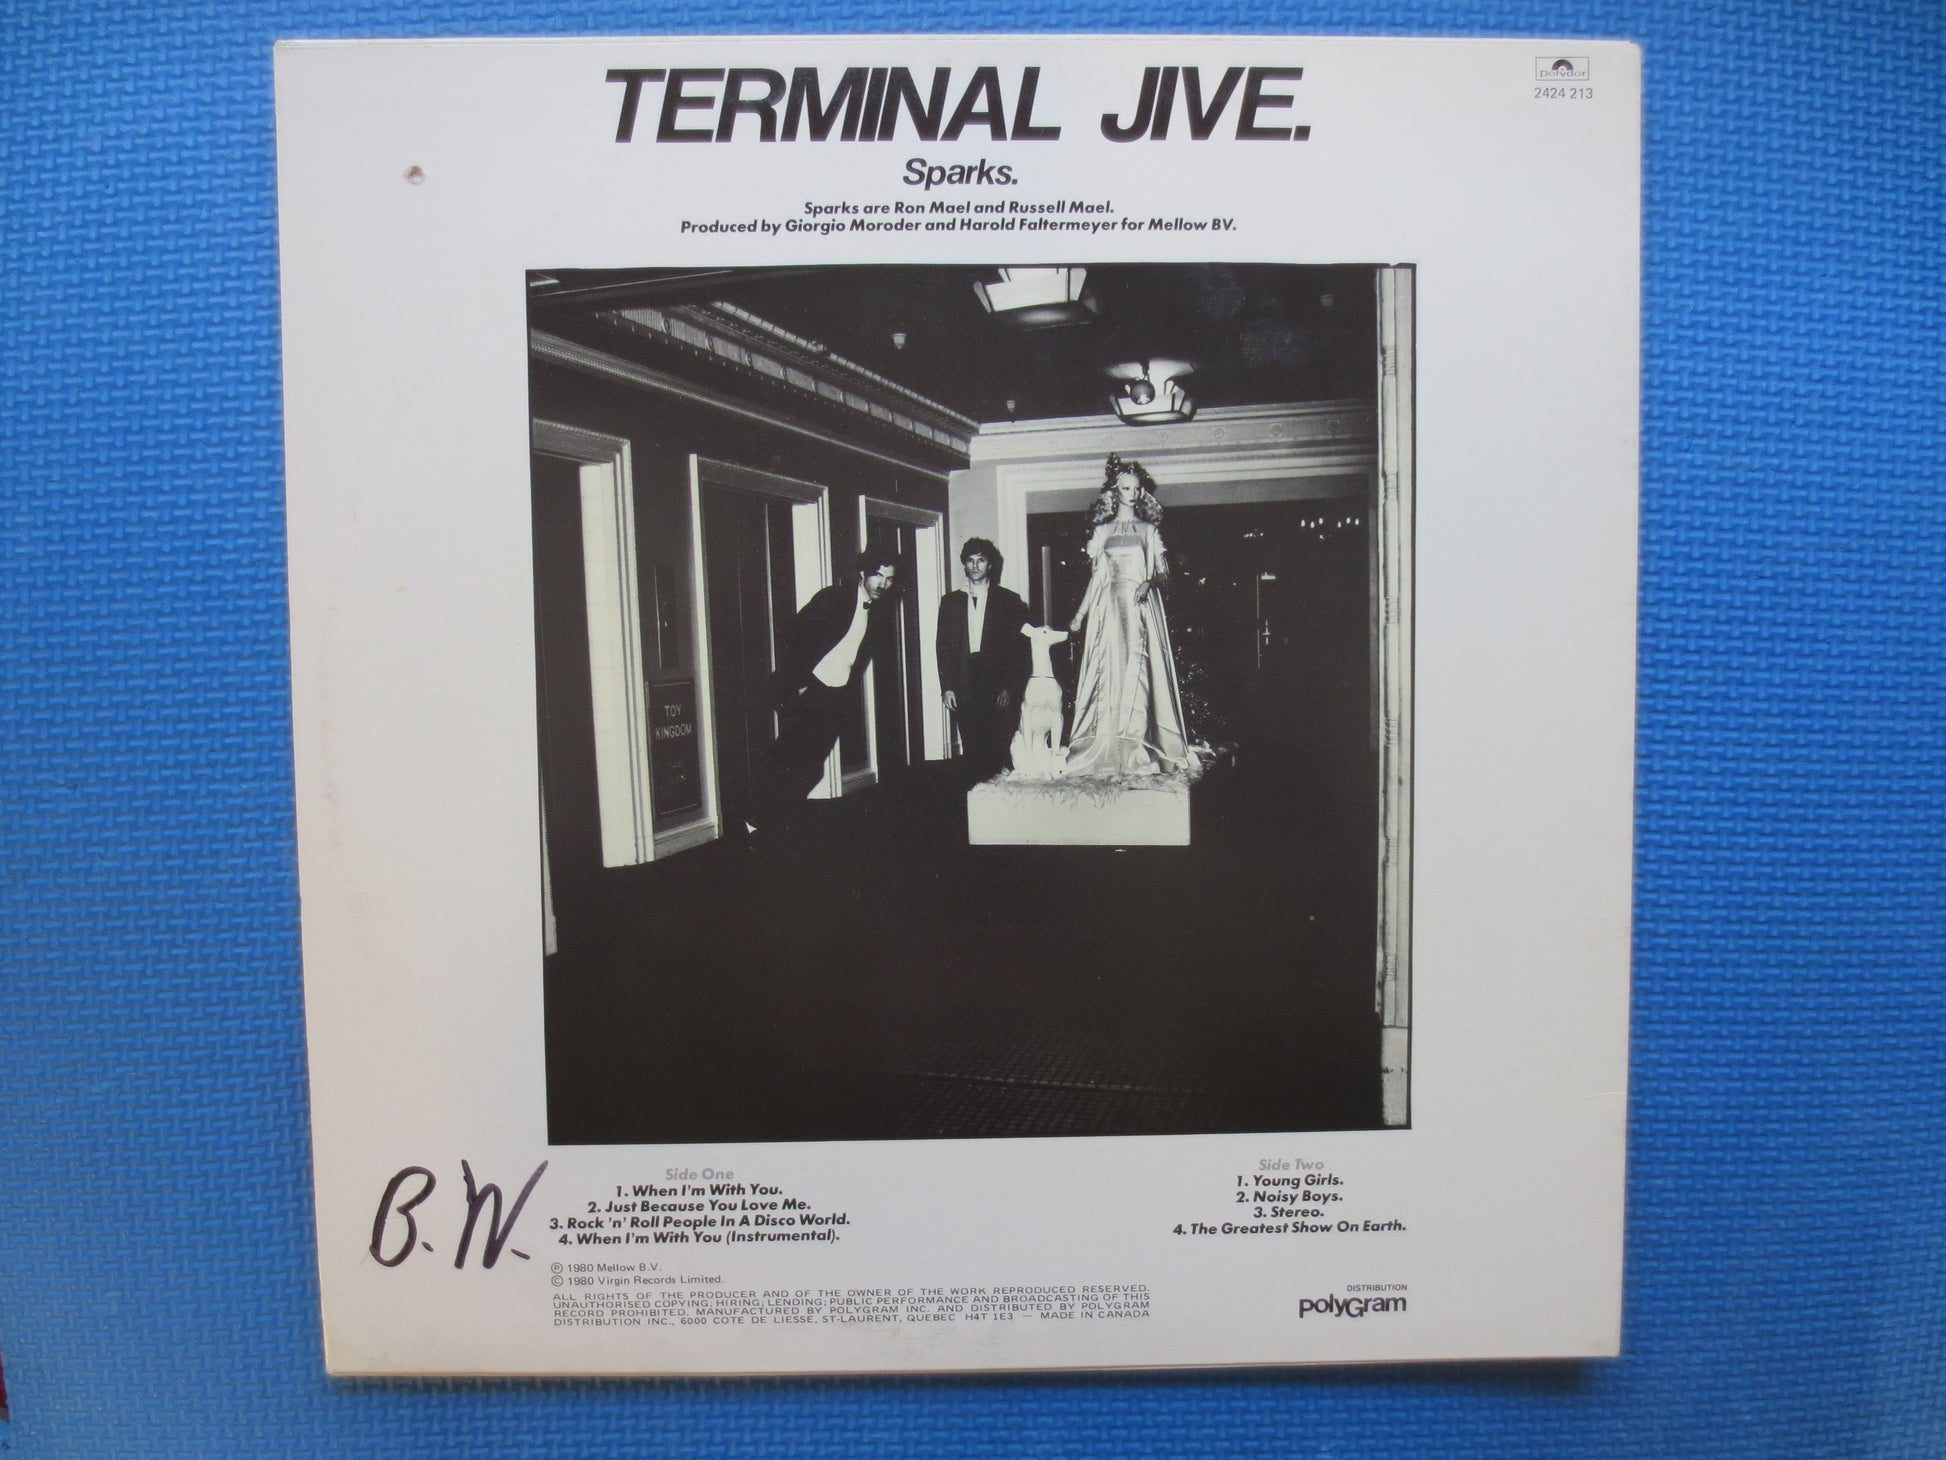 TERMINAL JIVE.
polydor
2424 213
Sparks.
Sparks are Ron Mael and Russell Mael.
Produced by Giorgio Moroder and Harold Faltermeyer for Mellow BV.
TOY
KINGDOM
B.W.
Side One
1. When I'm With You.
2. Just Because You Love Me.
3. Rock 'n' Roll People In A Disco World.
4. When I'm With You (Instrumental).
Side Two
1. Young Girls.
2. Noisy Boys.
3. Stereo.
4. The Greatest Show On Earth.
Ⓟ 1980 Mellow B.V.
© 1980 Virgin Records Limited.
ALL RIGHTS OF THE PRODUCER AND OF THE OWNER OF THE WORK REPRODUCED RESERVED.
UNAUTHORISED COPYING; HIRING; LENDING; PUBLIC PERFORMANCE AND BROADCASTING OF THIS
RECORD PROHIBITED. MANUFACTURED BY POLYGRAM INC. AND DISTRIBUTED BY POLYGRAM
DISTRIBUTION INC., 6000 COTE DE LIESSE, ST-LAURENT, QUEBEC H4T 1E3 — MADE IN CANADA
DISTRIBUTION
polyGram